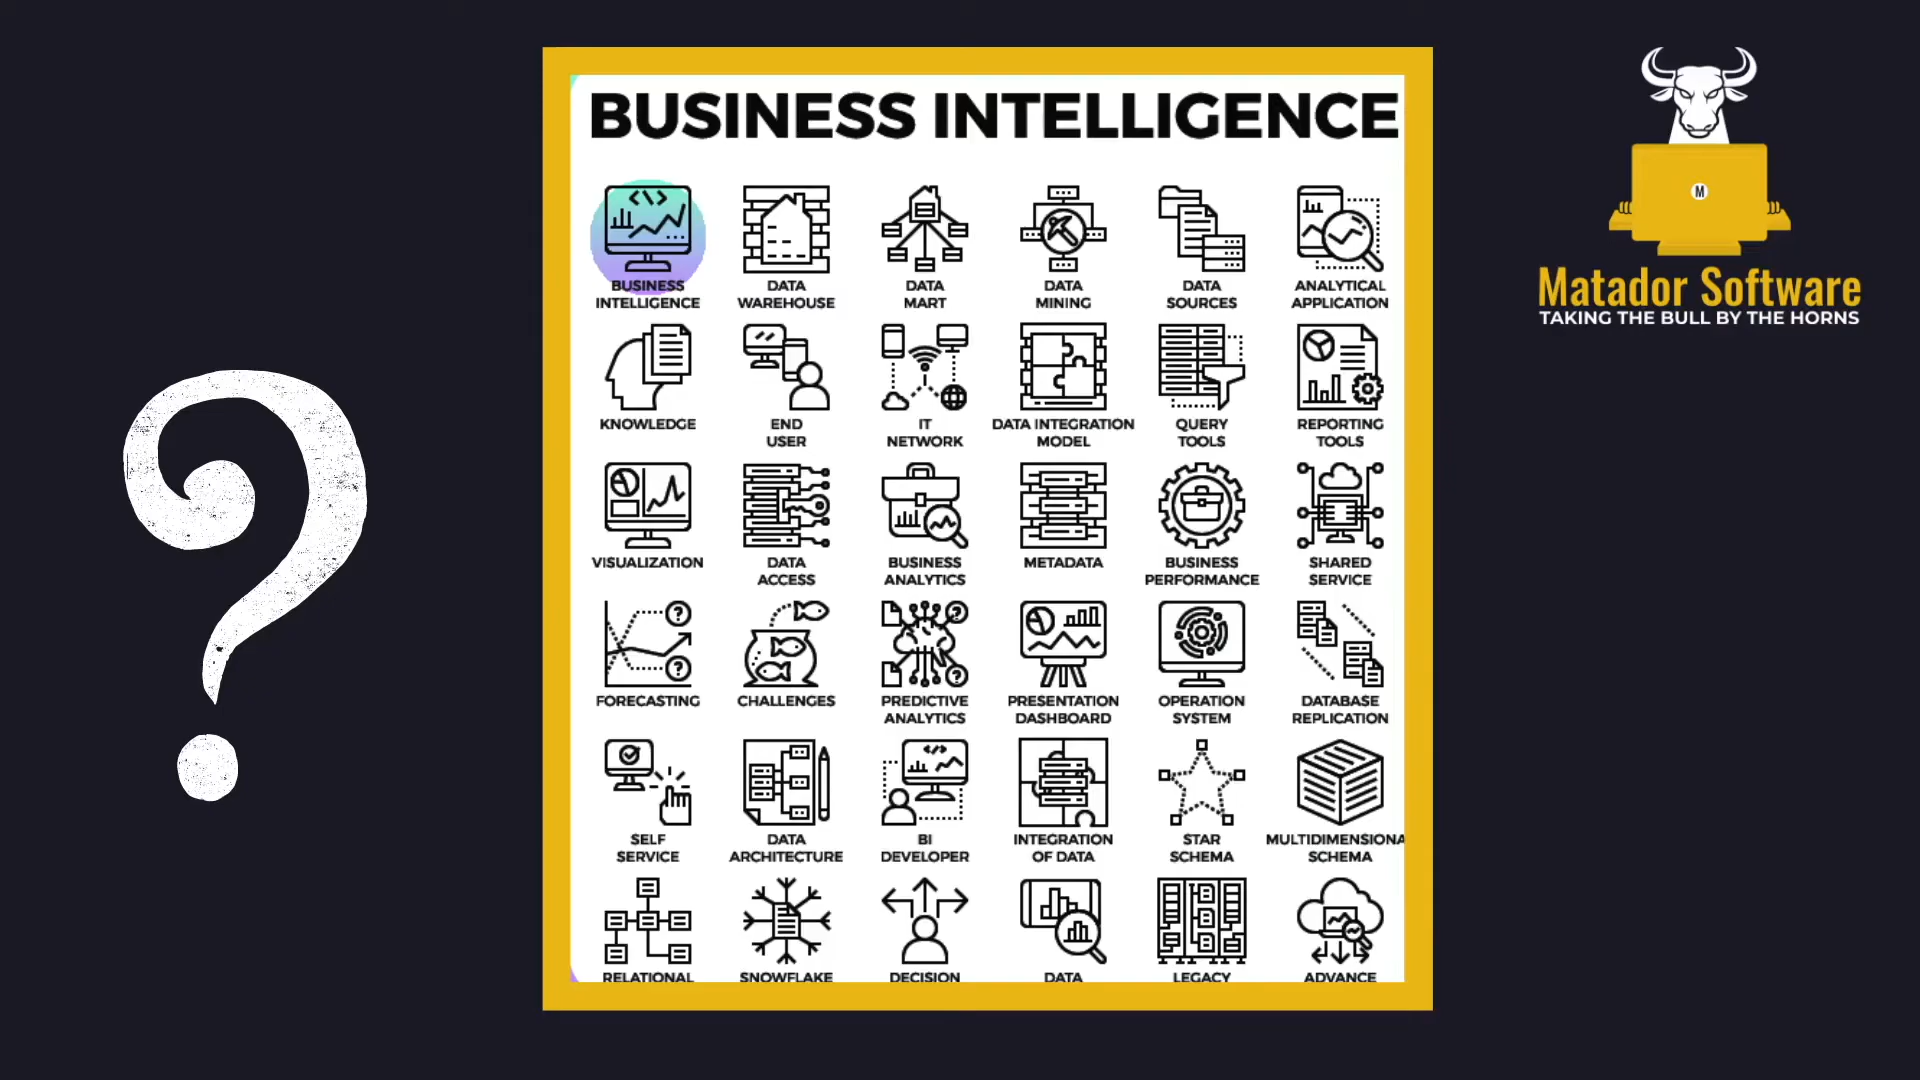 BUSINESS INTELLIGENCE
BUSINESS
INTELLIGENCE
DATA
WAREHOUSE
DATA
MART
DATA
MINING
DATA
SOURCES
ANALYTICAL
APPLICATION
KNOWLEDGE
END
USER
IT
NETWORK
DATA INTEGRATION
MODEL
QUERY
TOOLS
REPORTING
TOOLS
VISUALIZATION
DATA
ACCESS
BUSINESS
ANALYTICS
METADATA
BUSINESS
PERFORMANCE
SHARED
SERVICE
FORECASTING
CHALLENGES
PREDICTIVE
ANALYTICS
PRESENTATION
DASHBOARD
OPERATION
SYSTEM
DATABASE
REPLICATION
SELF
SERVICE
DATA
ARCHITECTURE
BI
DEVELOPER
INTEGRATION
OF DATA
STAR
SCHEMA
MULTIDIMENSIONA
SCHEMA
RELATIONAL
SNOWFLAKE
DECISION
DATA
LEGACY
ADVANCE
?
M
Matador Software
TAKING THE BULL BY THE HORNS